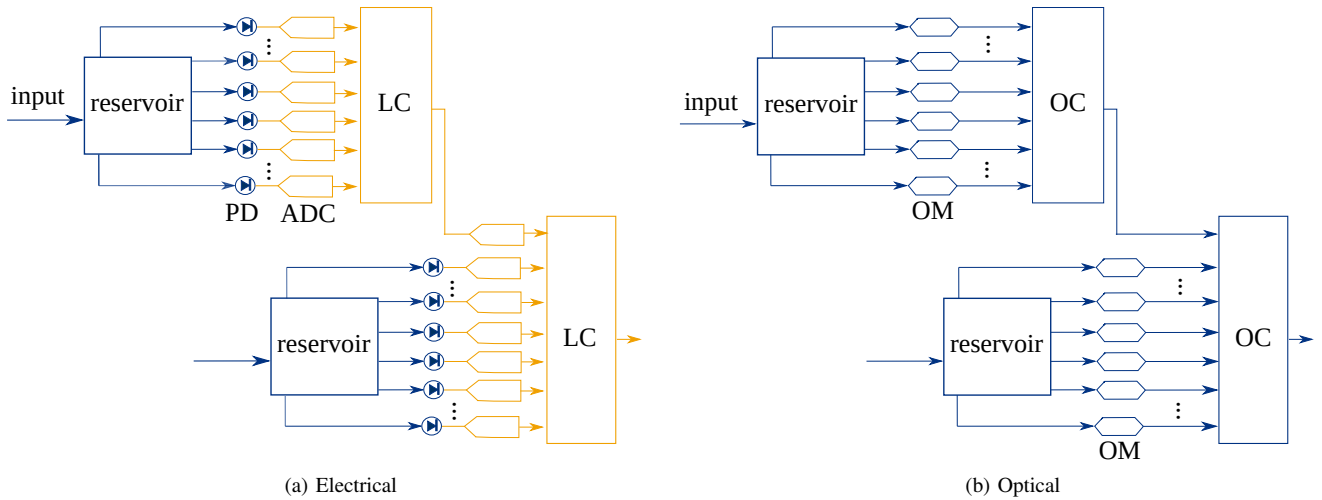 input
reservoir
LC
PD
ADC
reservoir
LC
(a) Electrical
input
reservoir
OC
OM
reservoir
OC
OM
(b) Optical